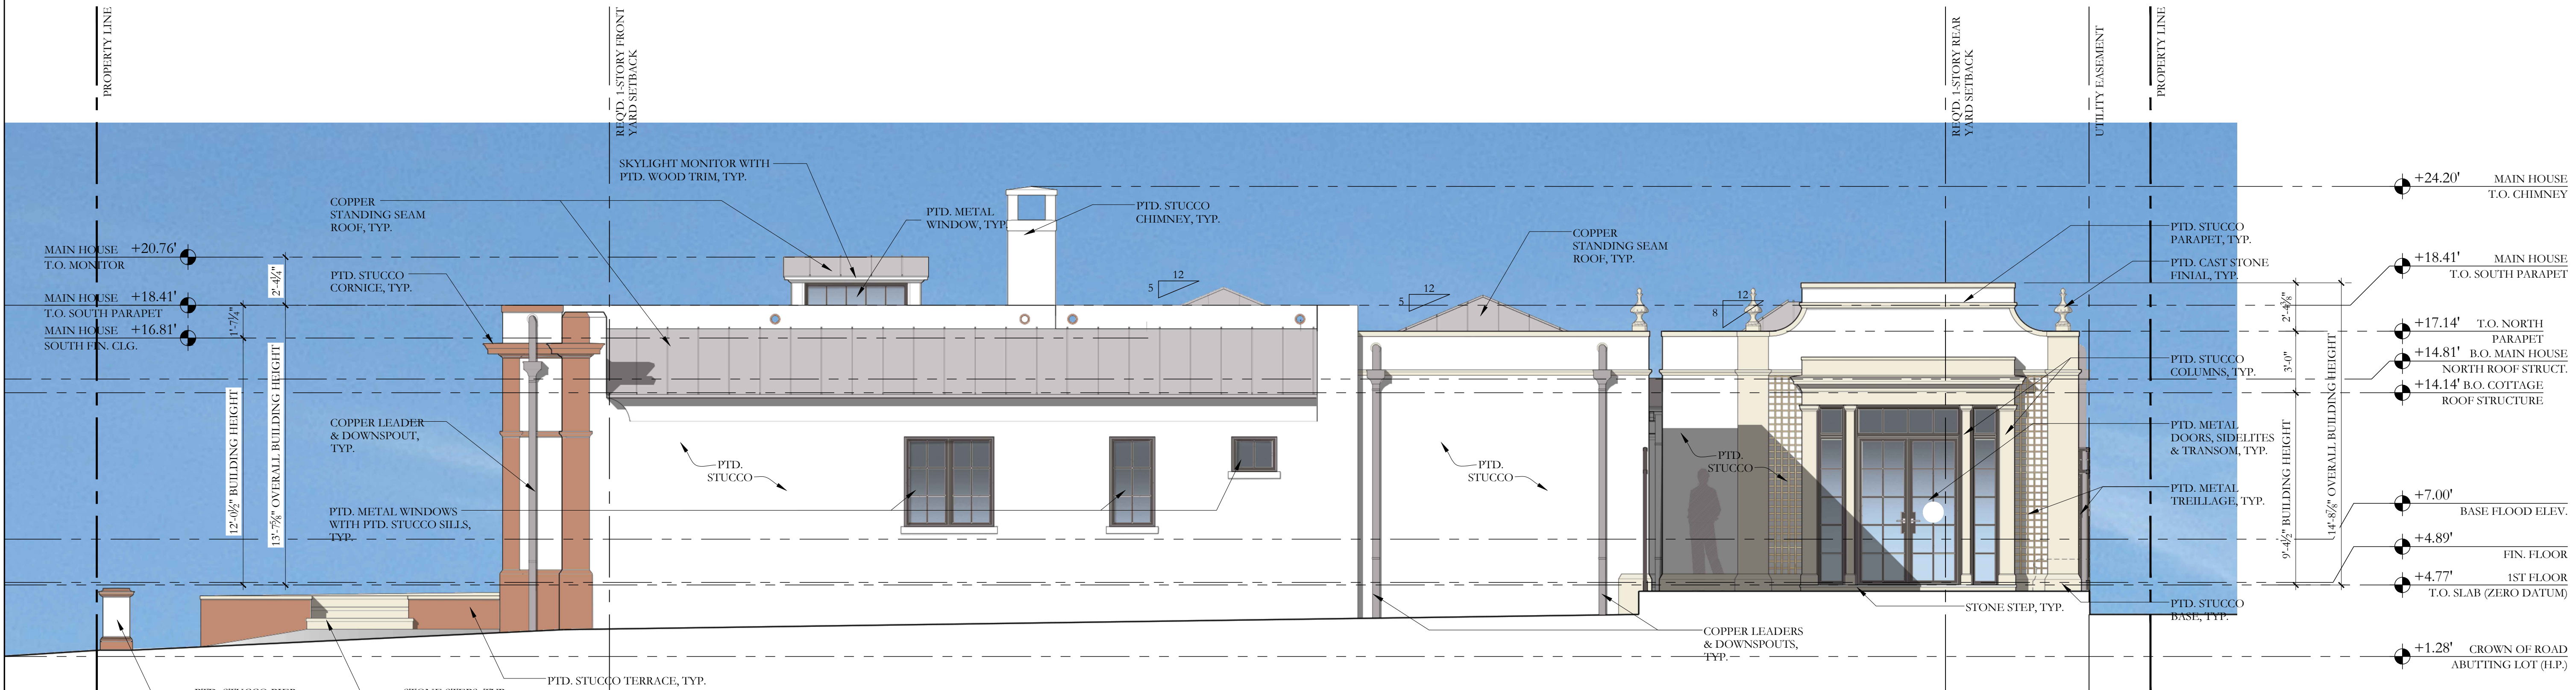 PROPERTY LINE
REQ'D. 1-STORY FRONT
YARD SETBACK
REQ'D. 1-STORY REAR
YARD SETBACK
UTILITY EASEMENT
PROPERTY LINE
SKYLIGHT MONITOR WITH
PTD. WOOD TRIM, TYP.
COPPER
STANDING SEAM
ROOF, TYP.
PTD. METAL
WINDOW, TYP.
PTD. STUCCO
CHIMNEY, TYP.
COPPER
STANDING SEAM
ROOF, TYP.
PTD. STUCCO
PARAPET, TYP.
PTD. CAST STONE
FINIAL, TYP.
+24.20' MAIN HOUSE
T.O. CHIMNEY
MAIN HOUSE +20.76'
T.O. MONITOR
MAIN HOUSE +18.41'
T.O. SOUTH PARAPET
MAIN HOUSE +16.81'
SOUTH FIN. CLG.
2'-4¼"
1'-7¼"
12'-0½" BUILDING HEIGHT
13'-7⅝" OVERALL BUILDING HEIGHT
PTD. STUCCO
CORNICE, TYP.
12
5
12
5
12
8
+18.41' MAIN HOUSE
T.O. SOUTH PARAPET
+17.14' T.O. NORTH
PARAPET
+14.81' B.O. MAIN HOUSE
NORTH ROOF STRUCT.
+14.14' B.O. COTTAGE
ROOF STRUCTURE
2'-4⅜"
3'-0"
9'-4½" BUILDING HEIGHT
14'-8⅞" OVERALL BUILDING HEIGHT
PTD. STUCCO
COLUMNS, TYP.
COPPER LEADER
& DOWNSPOUT,
TYP.
PTD. METAL
DOORS, SIDELITES
& TRANSOM, TYP.
PTD.
STUCCO
PTD.
STUCCO
PTD.
STUCCO
PTD. METAL
TREILLAGE, TYP.
PTD. METAL WINDOWS
WITH PTD. STUCCO SILLS,
TYP.
+7.00'
BASE FLOOD ELEV.
+4.89'
FIN. FLOOR
+4.77' 1ST FLOOR
T.O. SLAB (ZERO DATUM)
STONE STEP, TYP.
PTD. STUCCO
BASE, TYP.
COPPER LEADERS
& DOWNSPOUTS,
TYP.
+1.28' CROWN OF ROAD
ABUTTING LOT (H.P.)
PTD. STUCCO TERRACE, TYP.